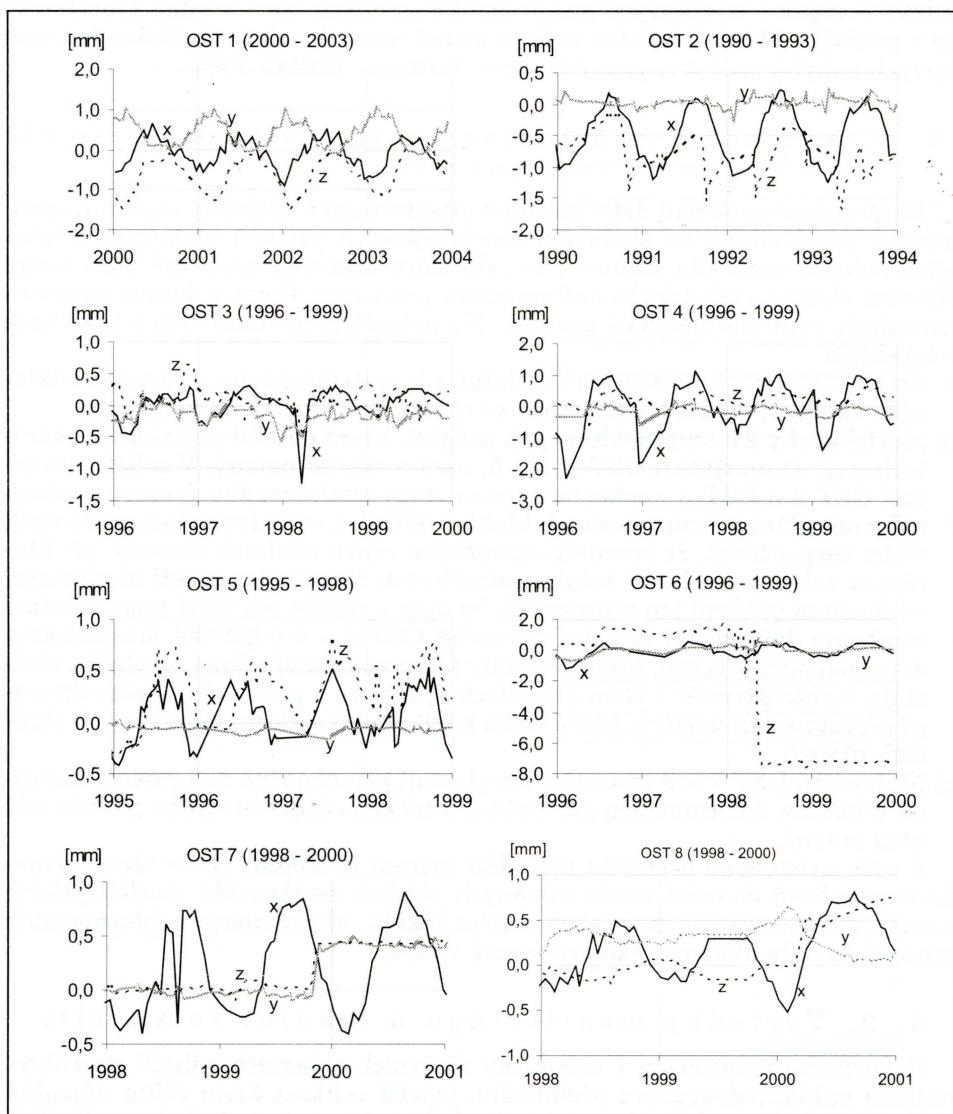 [mm] OST 1 (2000 - 2003)
2,0
1,0
0,0
-1,0
-2,0
x y z
2000 2001 2002 2003 2004
[mm] OST 2 (1990 - 1993)
0,5
0,0
-0,5
-1,0
-1,5
-2,0
y x z
1990 1991 1992 1993 1994
[mm] OST 3 (1996 - 1999)
1,0
0,5
0,0
-0,5
-1,0
-1,5
z y x
1996 1997 1998 1999 2000
[mm] OST 4 (1996 - 1999)
2,0
1,0
0,0
-1,0
-2,0
-3,0
z y x
1996 1997 1998 1999 2000
[mm] OST 5 (1995 - 1998)
1,0
0,5
0,0
-0,5
z x y
1995 1996 1997 1998 1999
[mm] OST 6 (1996 - 1999)
2,0
0,0
-2,0
-4,0
-6,0
-8,0
x y z
1996 1997 1998 1999 2000
[mm] OST 7 (1998 - 2000)
1,0
0,5
0,0
-0,5
x z y
1998 1999 2000 2001
[mm] OST 8 (1998 - 2000)
1,0
0,5
0,0
-0,5
-1,0
y z x
1998 1999 2000 2001